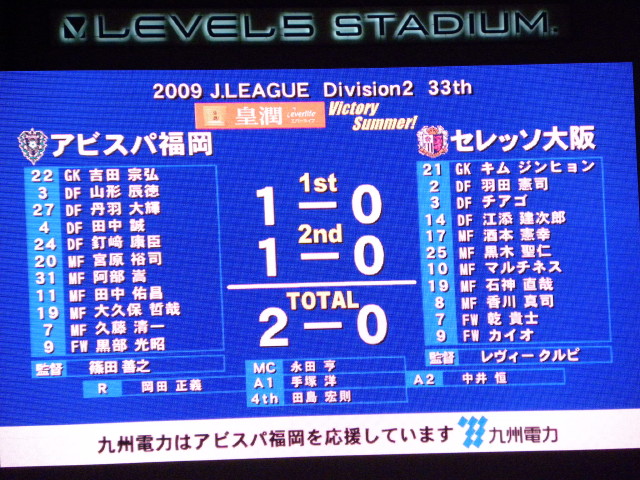 LEVEL5 STADIUM.
2009 J.LEAGUE Division2 33th
皇潤 Everlife Victory Summer!
アビスパ福岡 セレッソ大阪
22 GK 吉田 宗弘
3 DF 山形 辰徳
27 DF 丹羽 大輝
4 DF 田中 誠
24 DF 釘崎 康臣
20 MF 宮原 裕司
31 MF 阿部 嵩
11 MF 田中 佑昌
19 MF 大久保 哲哉
7 MF 久藤 清一
9 FW 黒部 光昭
監督 篠田 善之
1st
1 - 0
2nd
1 - 0
TOTAL
2 - 0
21 GK キム ジンヒョン
2 DF 羽田 憲司
3 DF チアゴ
14 DF 江添 建次郎
17 MF 酒本 憲幸
25 MF 黒木 聖仁
10 MF マルチネス
19 MF 石神 直哉
8 MF 香川 真司
7 FW 乾 貴士
9 FW カイオ
監督 レヴィー クルピ
R 岡田 正義
MC 永田 亨
A1 手塚 洋
4th 田島 宏則
A2 中井 恒
九州電力はアビスパ福岡を応援しています 九州電力